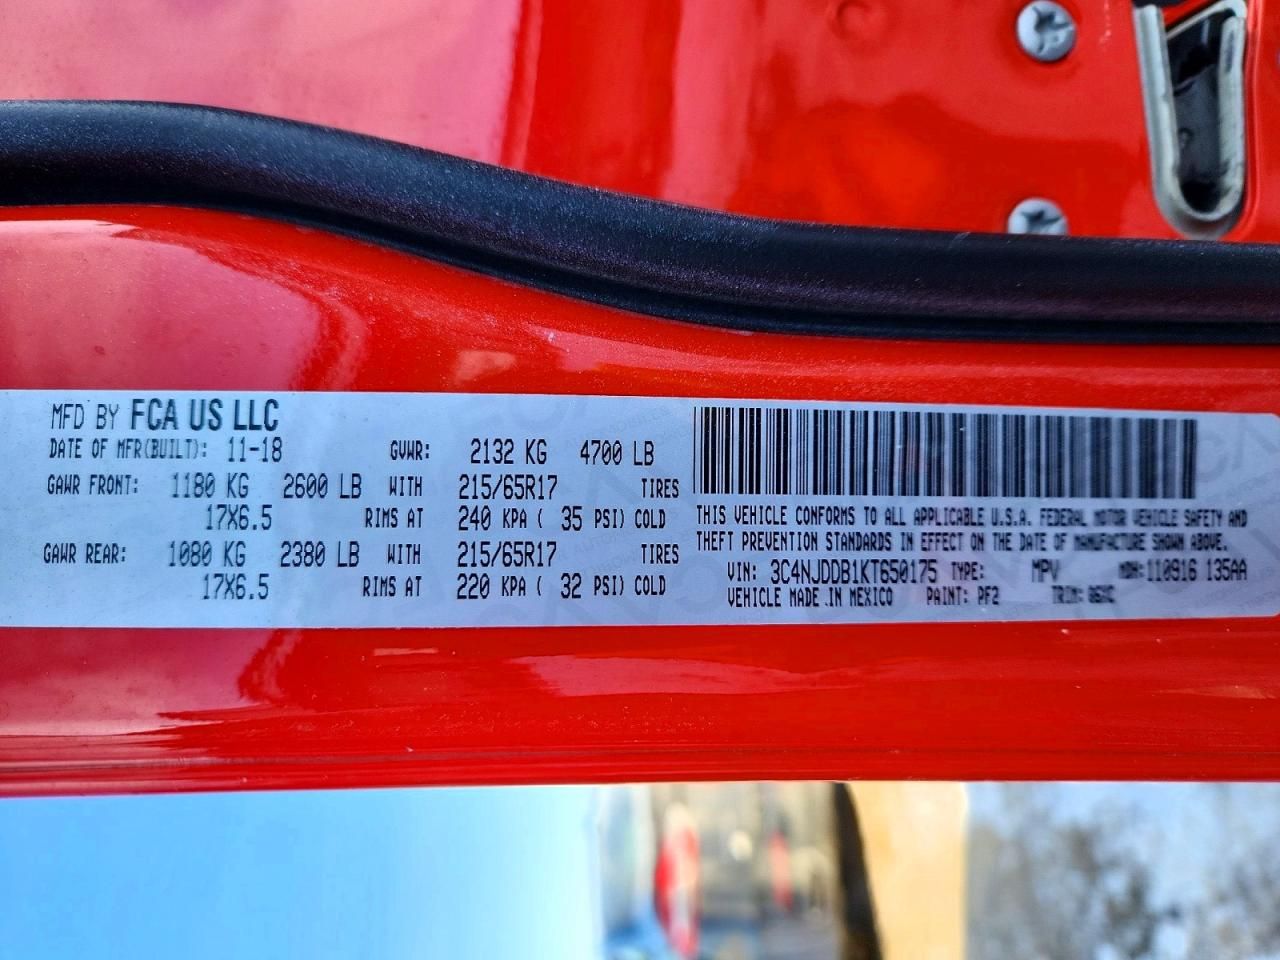 MFD BY FCA US LLC
DATE OF MFR(BUILT): 11-18 GVWR: 2132 KG 4700 LB
GAWR FRONT: 1180 KG 2600 LB WITH 215/65R17 TIRES
17X6.5 RIMS AT 240 KPA ( 35 PSI) COLD
GAWR REAR: 1080 KG 2380 LB WITH 215/65R17 TIRES
17X6.5 RIMS AT 220 KPA ( 32 PSI) COLD
THIS VEHICLE CONFORMS TO ALL APPLICABLE U.S.A. FEDERAL MOTOR VEHICLE SAFETY AND
THEFT PREVENTION STANDARDS IN EFFECT ON THE DATE OF MANUFACTURE SHOWN ABOVE.
VIN: 3C4NJDDB1KT650175 TYPE: MPV MDH: 110916 135AA
VEHICLE MADE IN MEXICO PAINT: PF2 TRIM: